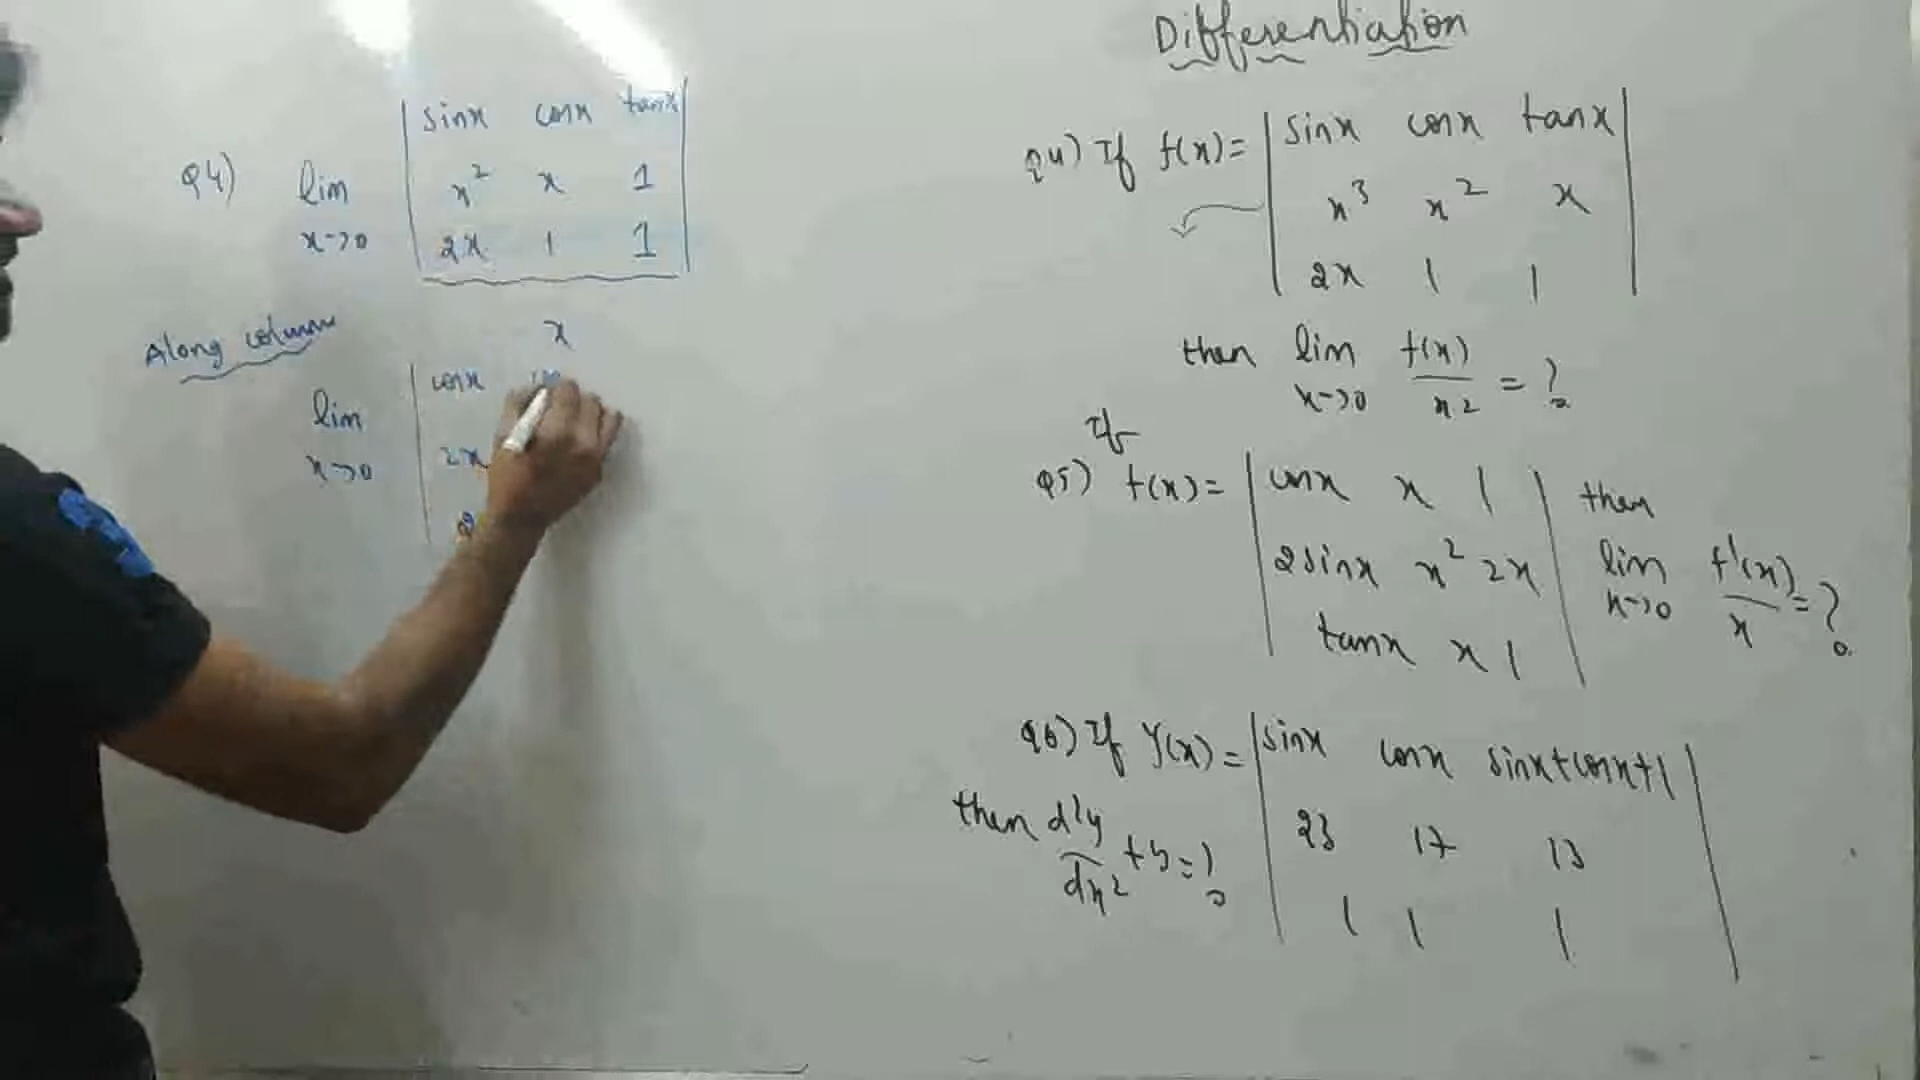 Differentiation
Q4) lim x→0 | sinx cosx tanx |
| x² x 1 |
| 2x 1 1 |
x
Along column
lim x→0 | cosx
2x
2
Q4) If f(x) = | sinx cosx tanx |
| x³ x² x |
| 2x 1 1 |
then lim x→0 f(x)/x² = ?
If
Q5) f(x) = | cosx x 1 | then
| 2sinx x² 2x | lim x→0 f'(x)/x = ?
| tanx x 1 |
Q6) If y(x) = | sinx cosx sinx+cosx+1 |
then d²y/dx² + y = ? | 23 17 13 |
| 1 1 1 |